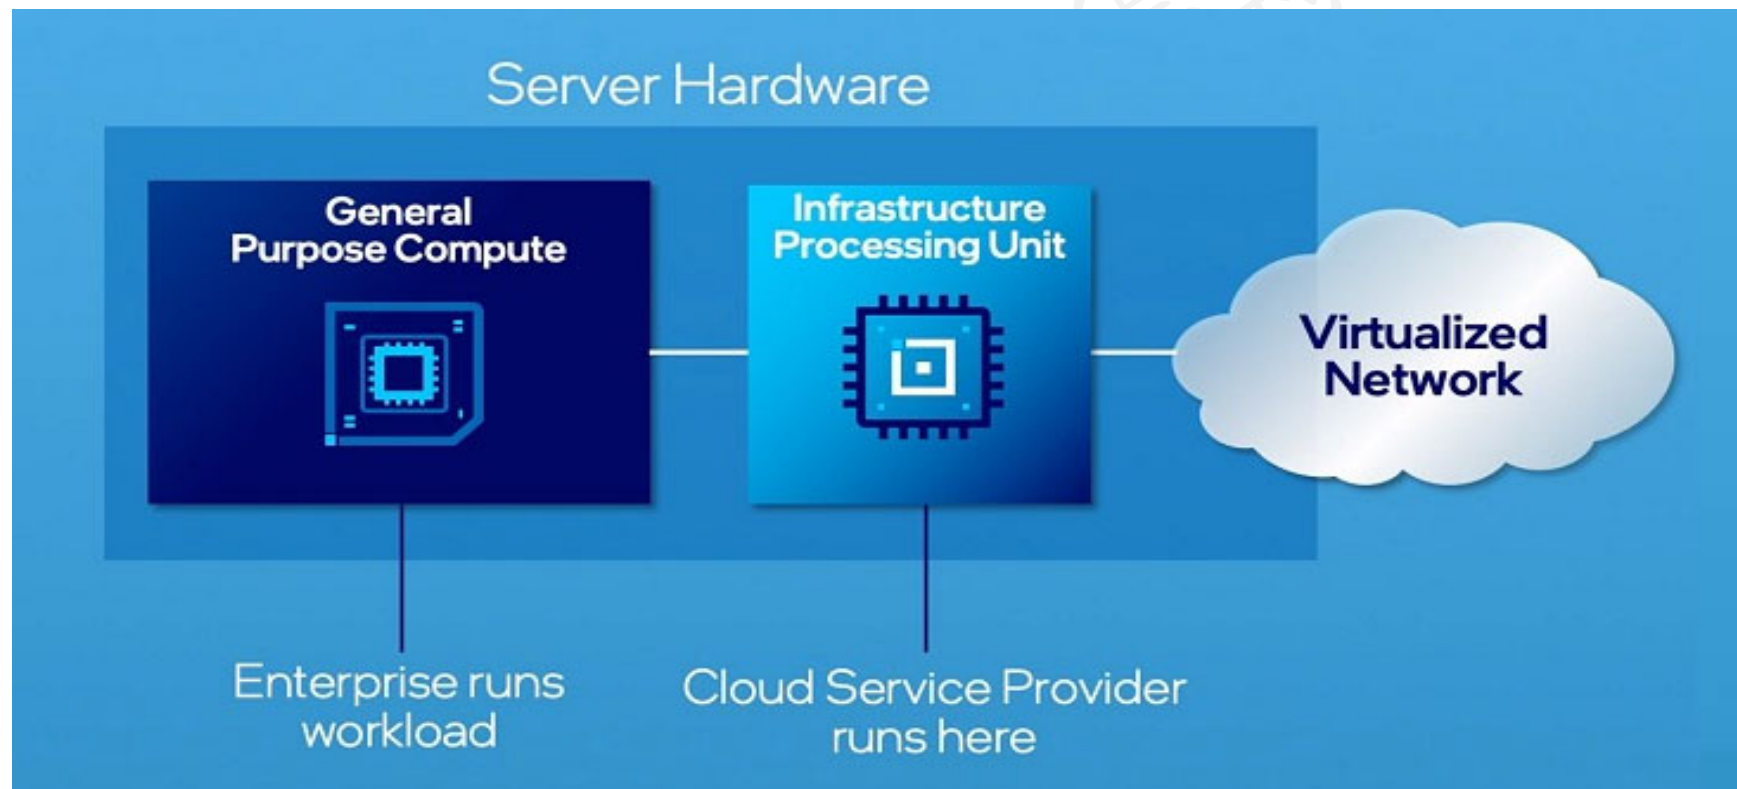 Server Hardware
General
Purpose Compute
Infrastructure
Processing Unit
Virtualized
Network
Enterprise runs
workload
Cloud Service Provider
runs here